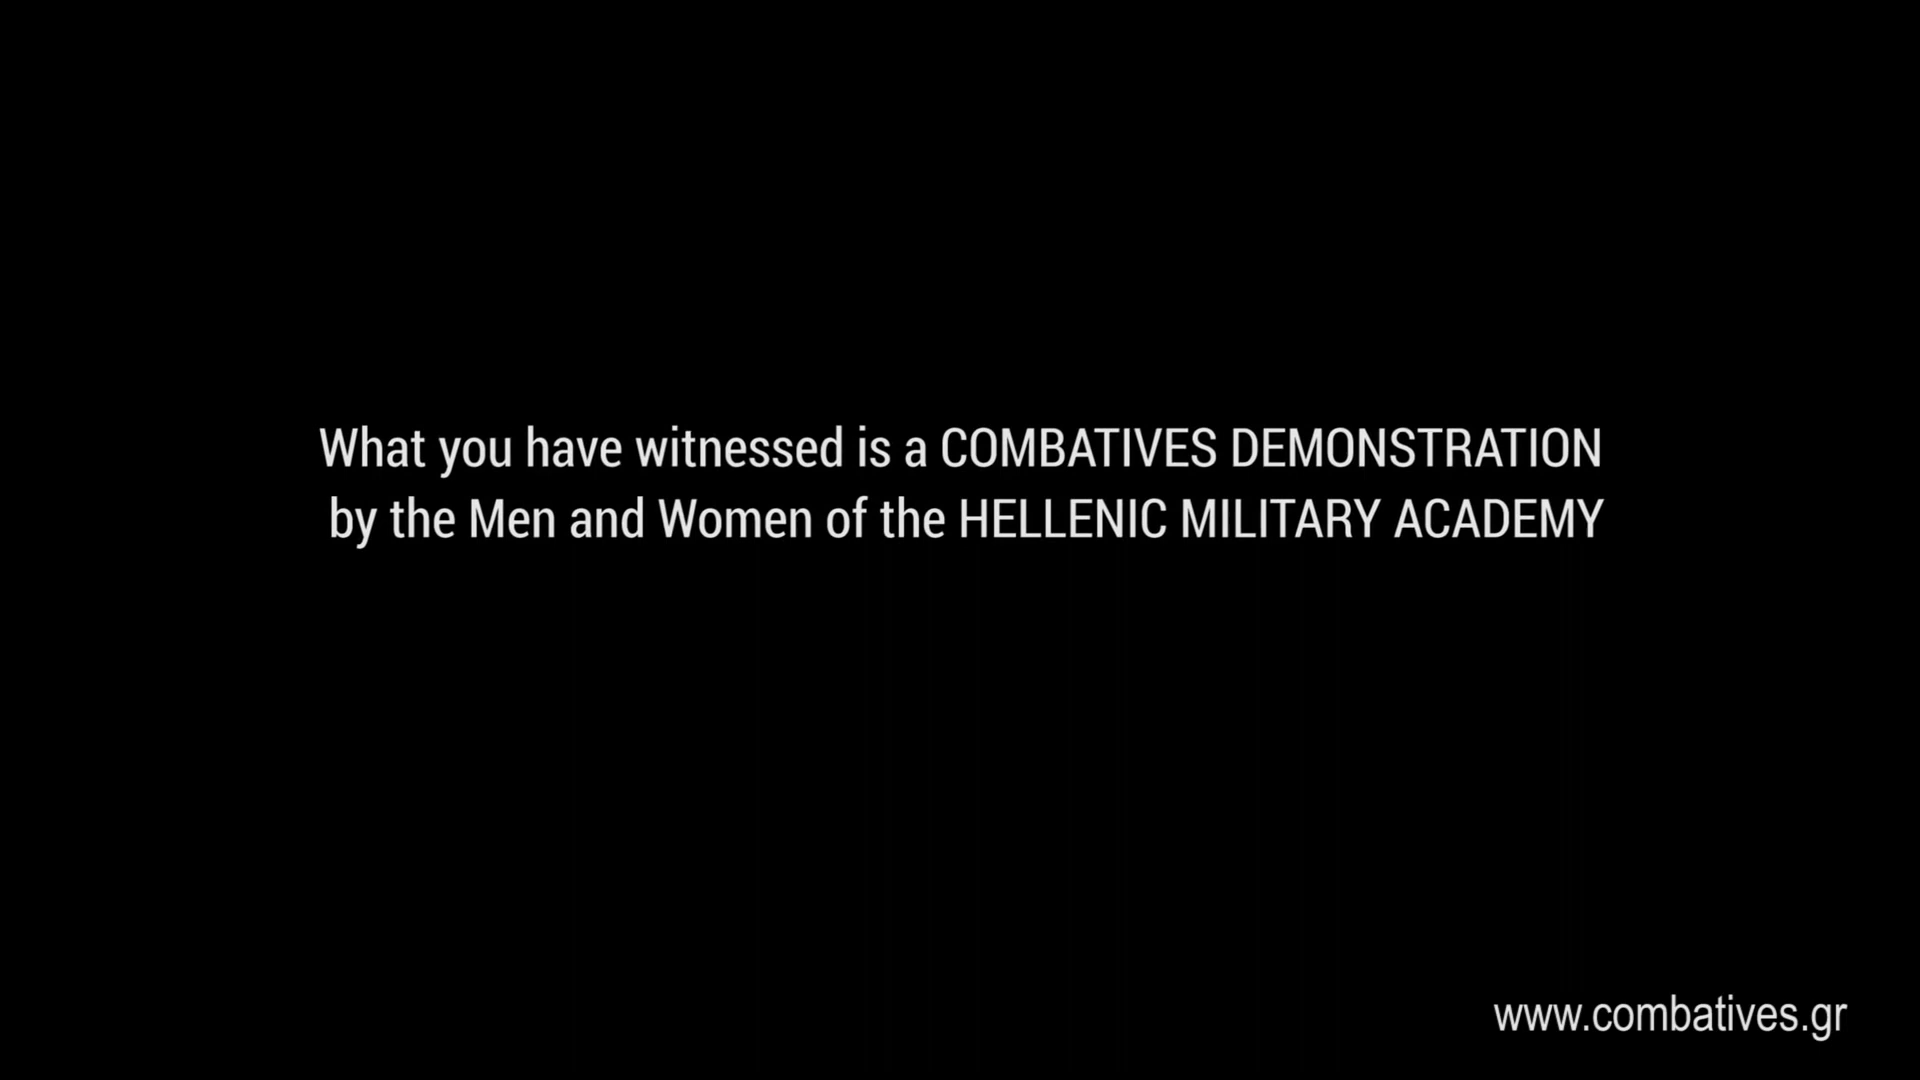 What you have witnessed is a COMBATIVES DEMONSTRATION
by the Men and Women of the HELLENIC MILITARY ACADEMY
www.combatives.gr